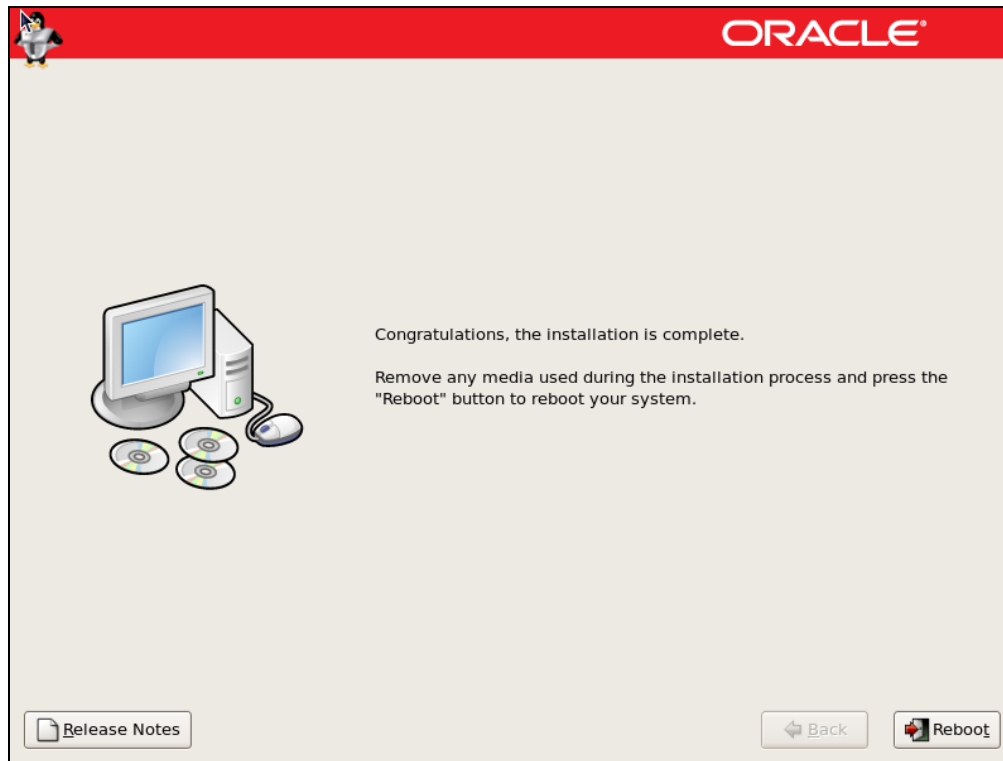 ORACLE®
Congratulations, the installation is complete.
Remove any media used during the installation process and press the
"Reboot" button to reboot your system.
Release Notes
Back
Reboot